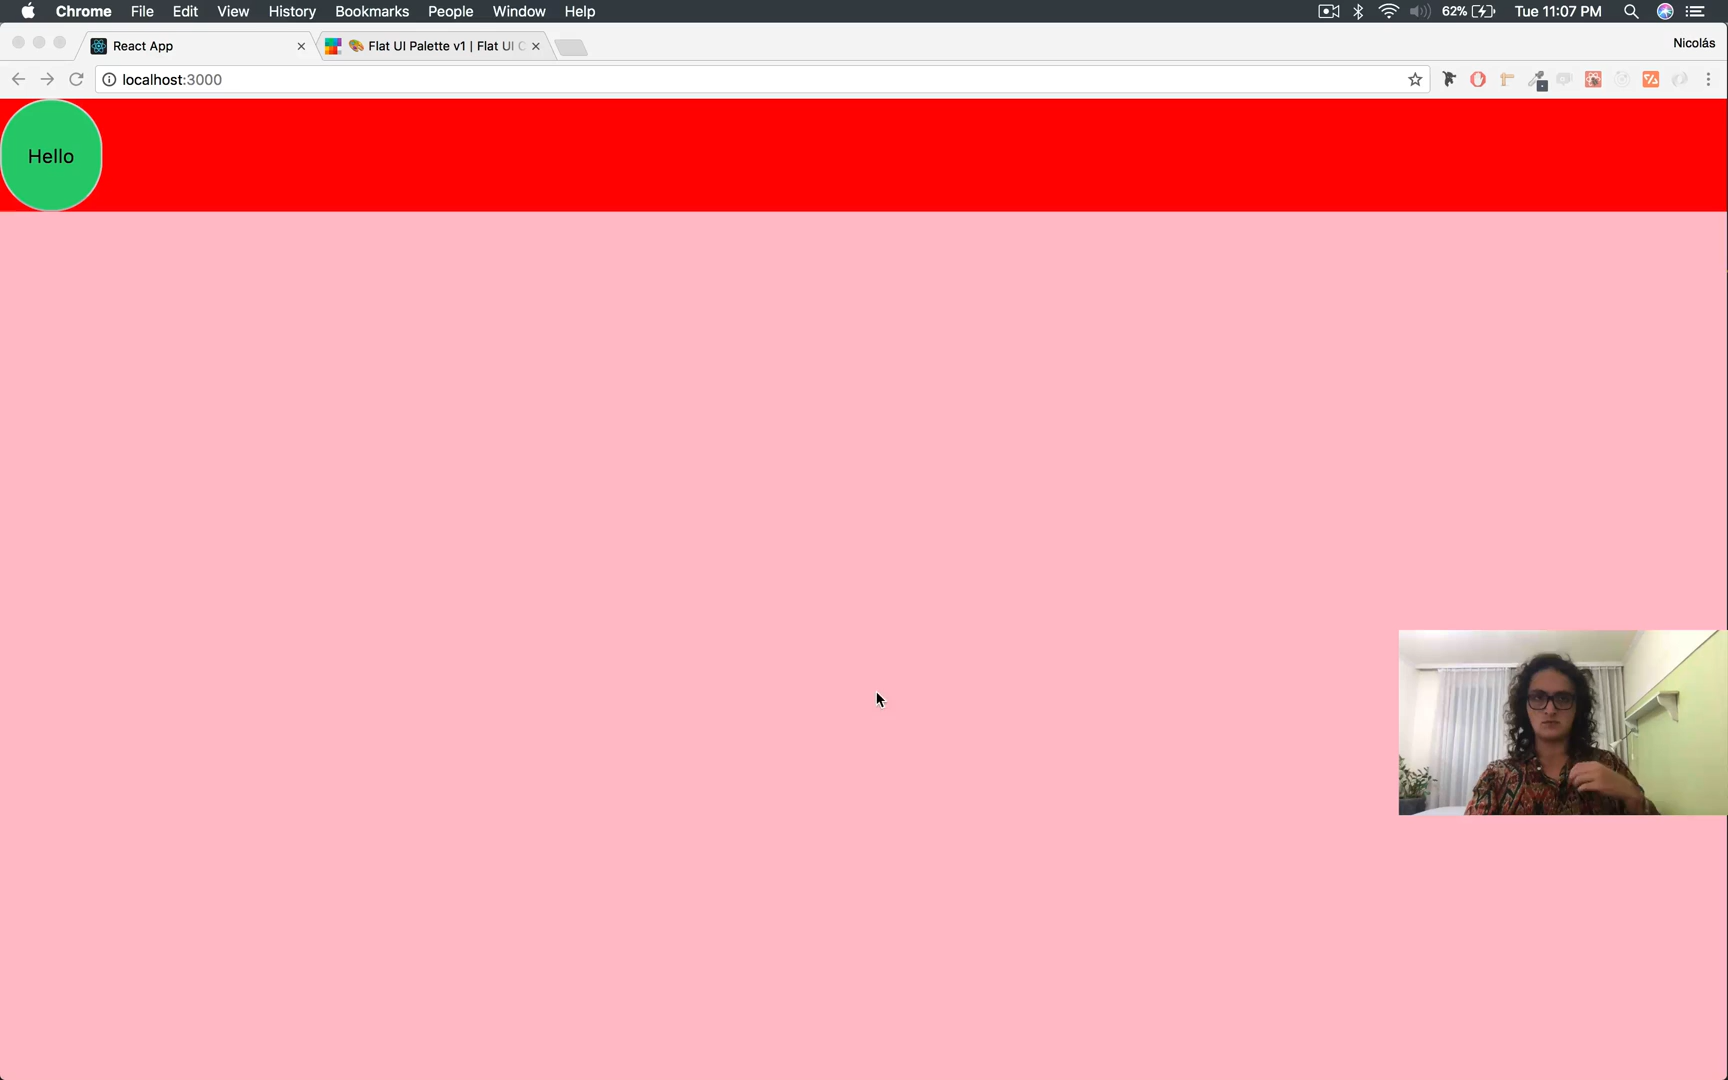 Chrome File Edit View History Bookmarks People Window Help 62% Tue 11:07 PM
React App Flat UI Palette v1 | Flat UI C Nicolás
localhost:3000
Hello